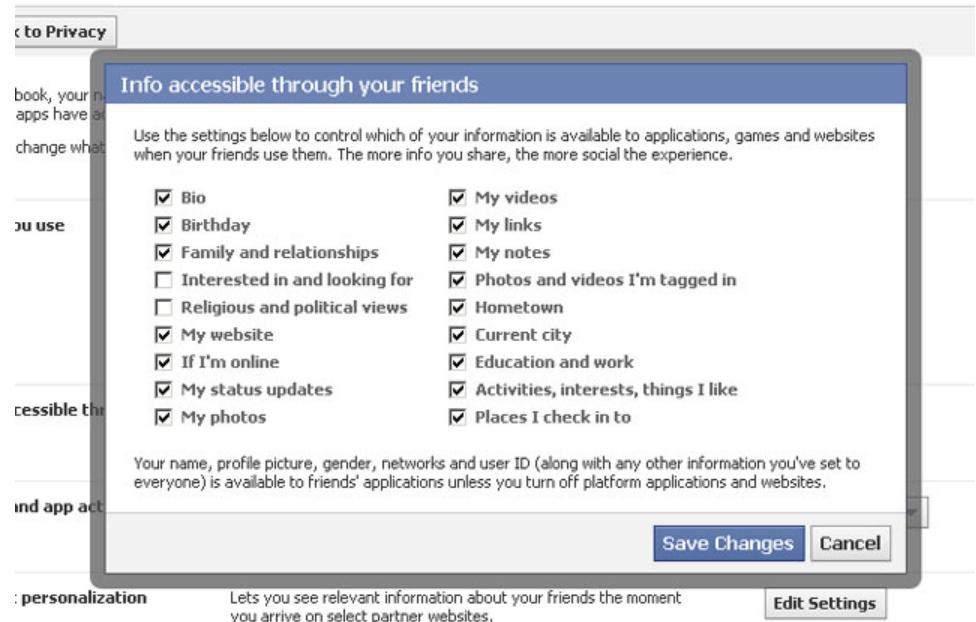 to Privacy
Info accessible through your friends
book, your
apps have
change what
Use the settings below to control which of your information is available to applications, games and websites
when your friends use them. The more info you share, the more social the experience.
Bio
Birthday
Family and relationships
Interested in and looking for
Religious and political views
My website
If I'm online
My status updates
My photos
My videos
My links
My notes
Photos and videos I'm tagged in
Hometown
Current city
Education and work
Activities, interests, things I like
Places I check in to
ou use
cessible thr
Your name, profile picture, gender, networks and user ID (along with any other information you've set to
everyone) is available to friends' applications unless you turn off platform applications and websites.
and app act
Save Changes
Cancel
personalization
Lets you see relevant information about your friends the moment
you arrive on select partner websites.
Edit Settings